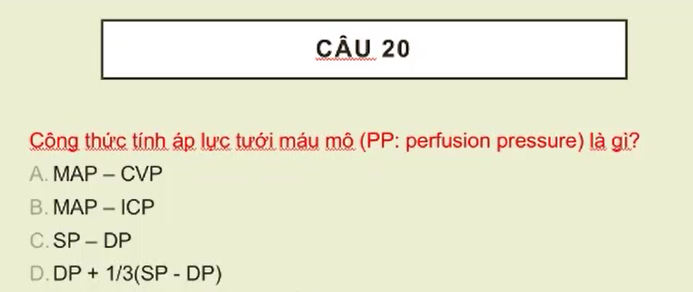 CÂU 20
Công thức tính áp lực tưới máu mô (PP: perfusion pressure) là gì?
A. MAP – CVP
B. MAP – ICP
C. SP – DP
D. DP + 1/3(SP - DP)